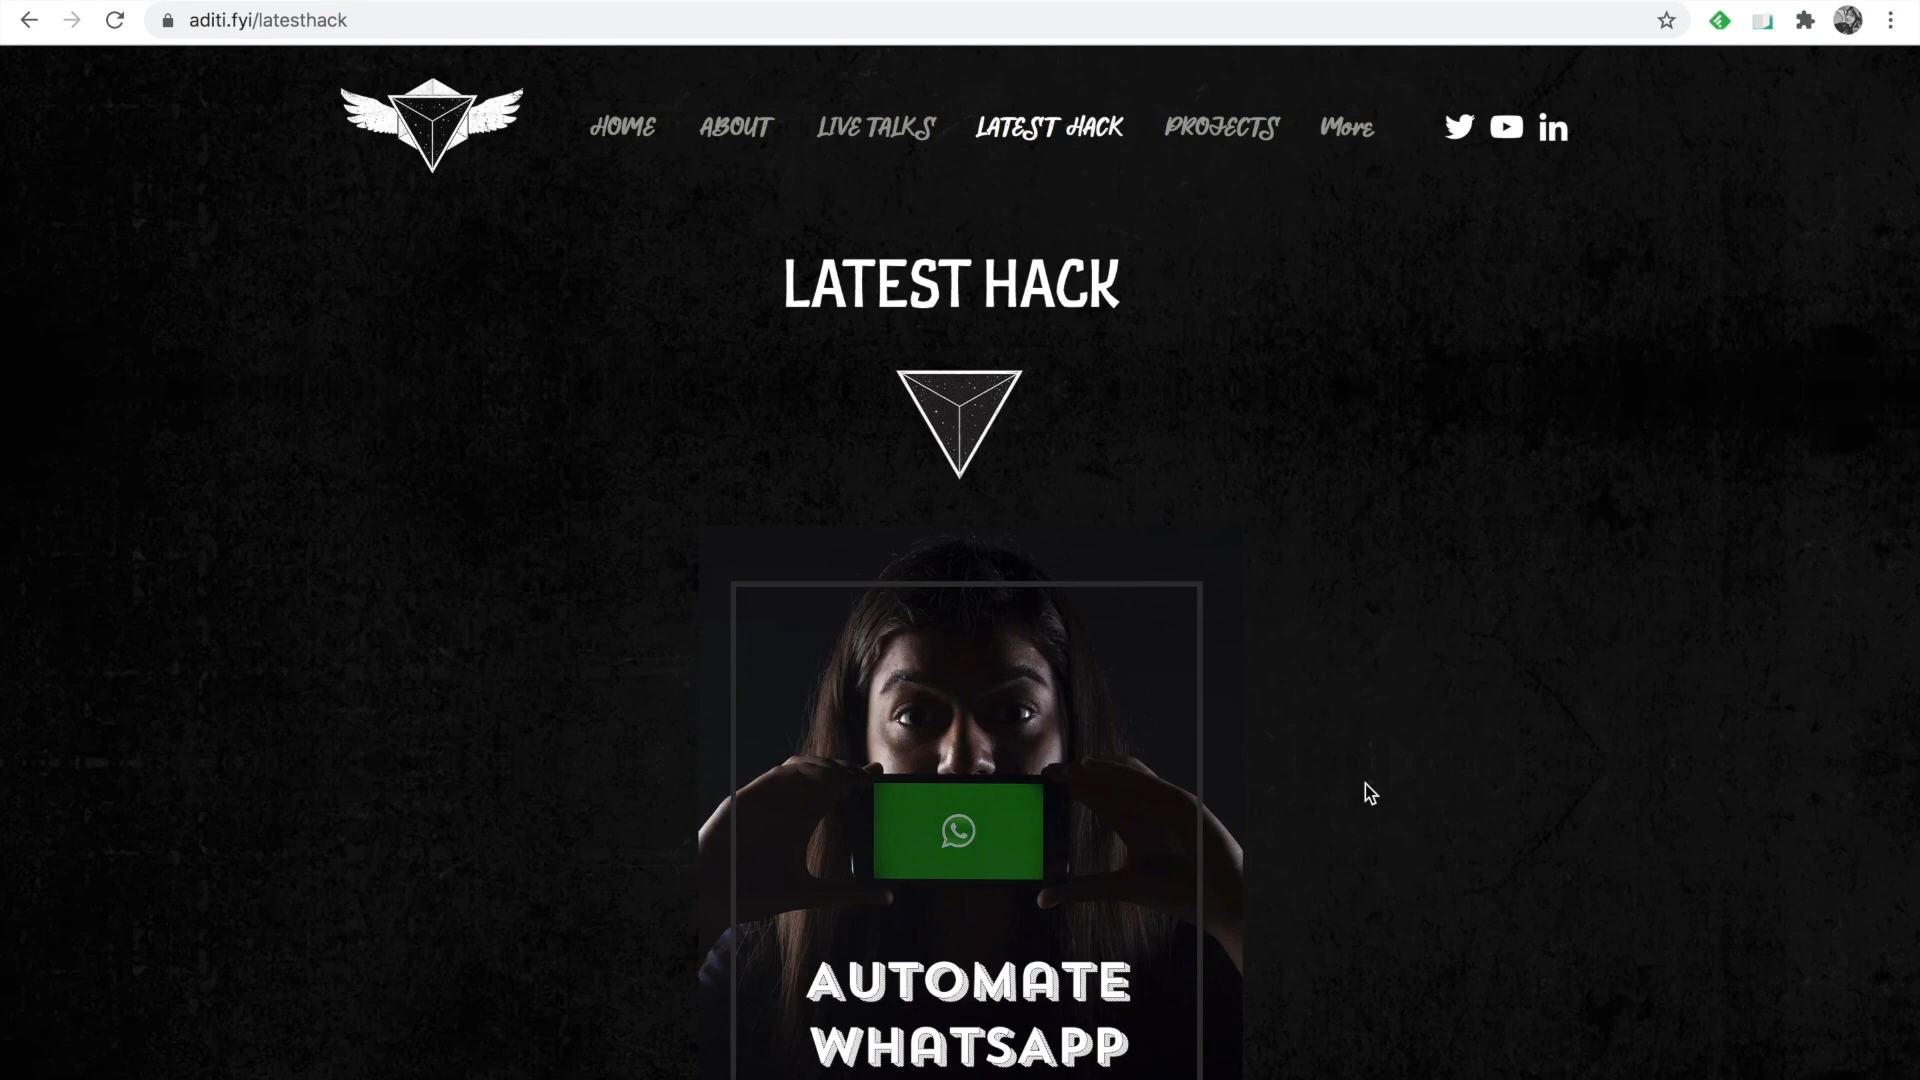 aditi.fyi/latesthack
HOME ABOUT LIVE TALKS LATEST HACK PROJECTS More
LATEST HACK
AUTOMATE
WHATSAPP